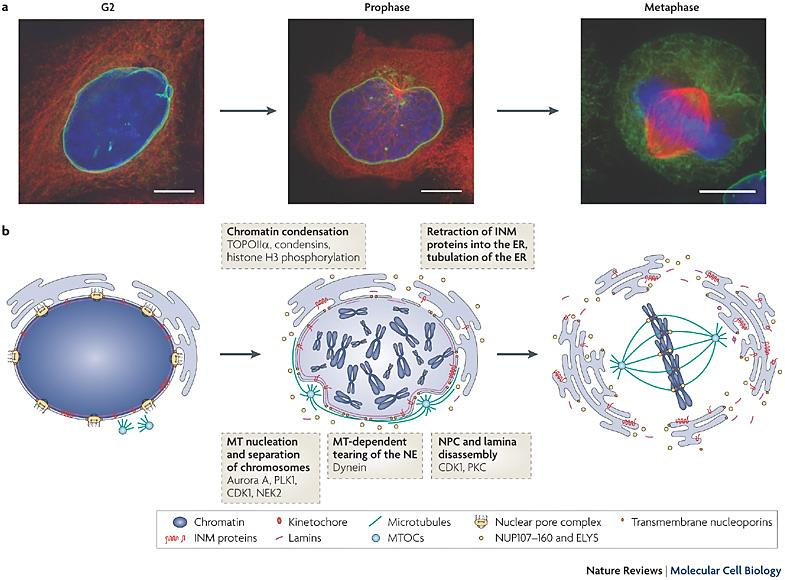 a
G2
Prophase
Metaphase
b
Chromatin condensation
TOPOIIα, condensins,
histone H3 phosphorylation
Retraction of INM
proteins into the ER,
tubulation of the ER
MT nucleation
and separation
of chromosomes
Aurora A, PLK1,
CDK1, NEK2
MT-dependent
tearing of the NE
Dynein
NPC and lamina
disassembly
CDK1, PKC
Chromatin
Kinetochore
Microtubules
Nuclear pore complex
Transmembrane nucleoporins
INM proteins
Lamins
MTOCs
NUP107–160 and ELYS
Nature Reviews | Molecular Cell Biology